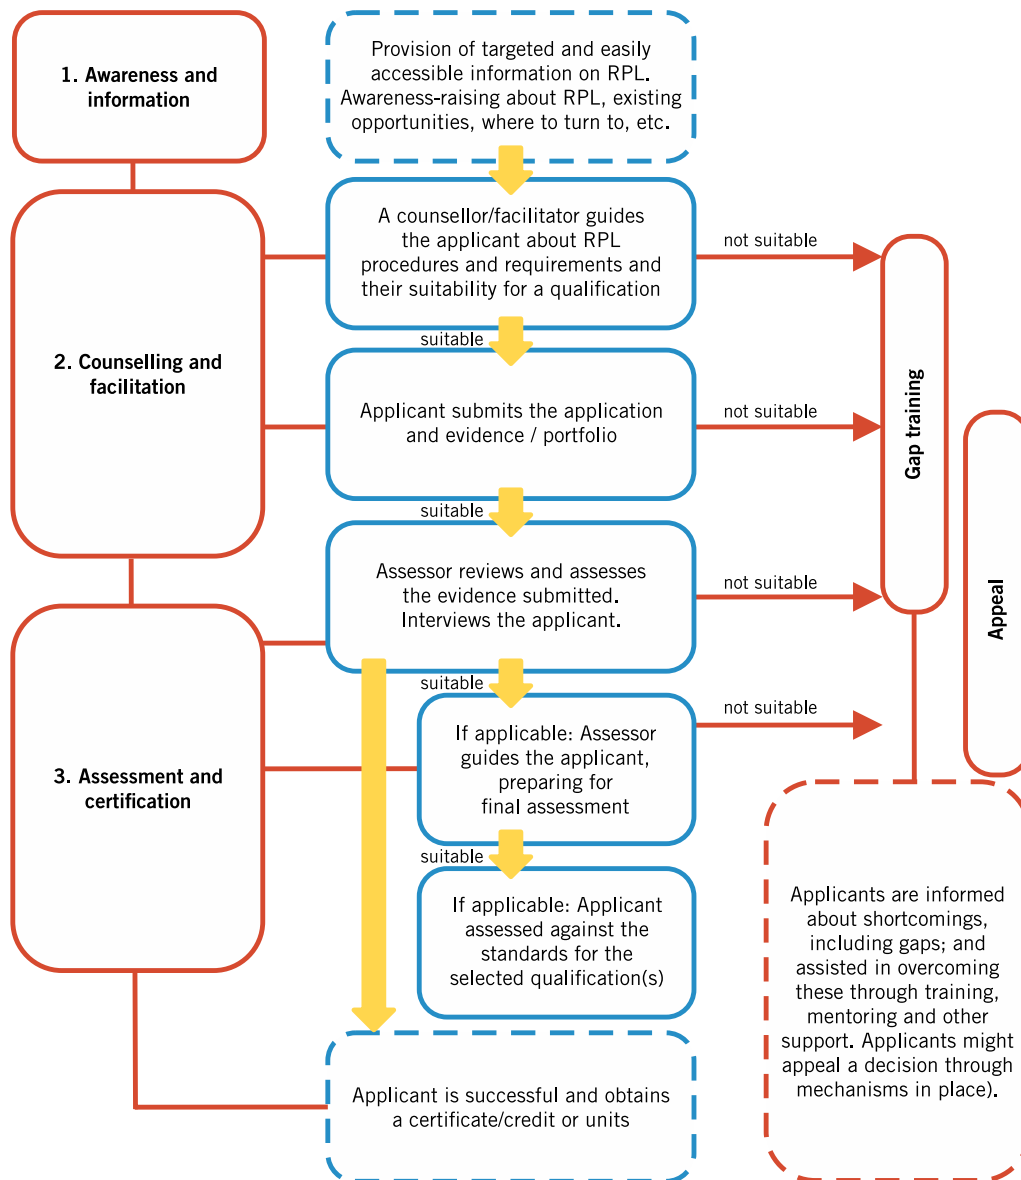 1. Awareness and
information
Provision of targeted and easily
accessible information on RPL.
Awareness-raising about RPL, existing
opportunities, where to turn to, etc.
A counsellor/facilitator guides
the applicant about RPL
procedures and requirements and
their suitability for a qualification
not suitable
suitable
2. Counselling and
facilitation
Applicant submits the application
and evidence / portfolio
not suitable
suitable
Gap training
Appeal
Assessor reviews and assesses
the evidence submitted.
Interviews the applicant.
not suitable
suitable
3. Assessment and
certification
If applicable: Assessor
guides the applicant,
preparing for
final assessment
not suitable
suitable
If applicable: Applicant
assessed against the
standards for the
selected qualification(s)
Applicants are informed
about shortcomings,
including gaps; and
assisted in overcoming
these through training,
mentoring and other
support. Applicants might
appeal a decision through
mechanisms in place).
Applicant is successful and obtains
a certificate/credit or units